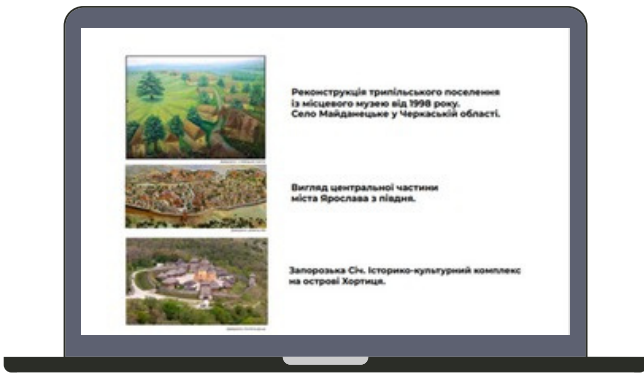 Реконструкція трипільського поселення
із місцевого музею від 1998 року.
Село Майданецьке у Черкаській області.
Вигляд центральної частини
міста Ярослава з півдня.
Запорозька Січ. Історико-культурний комплекс
на острові Хортиця.